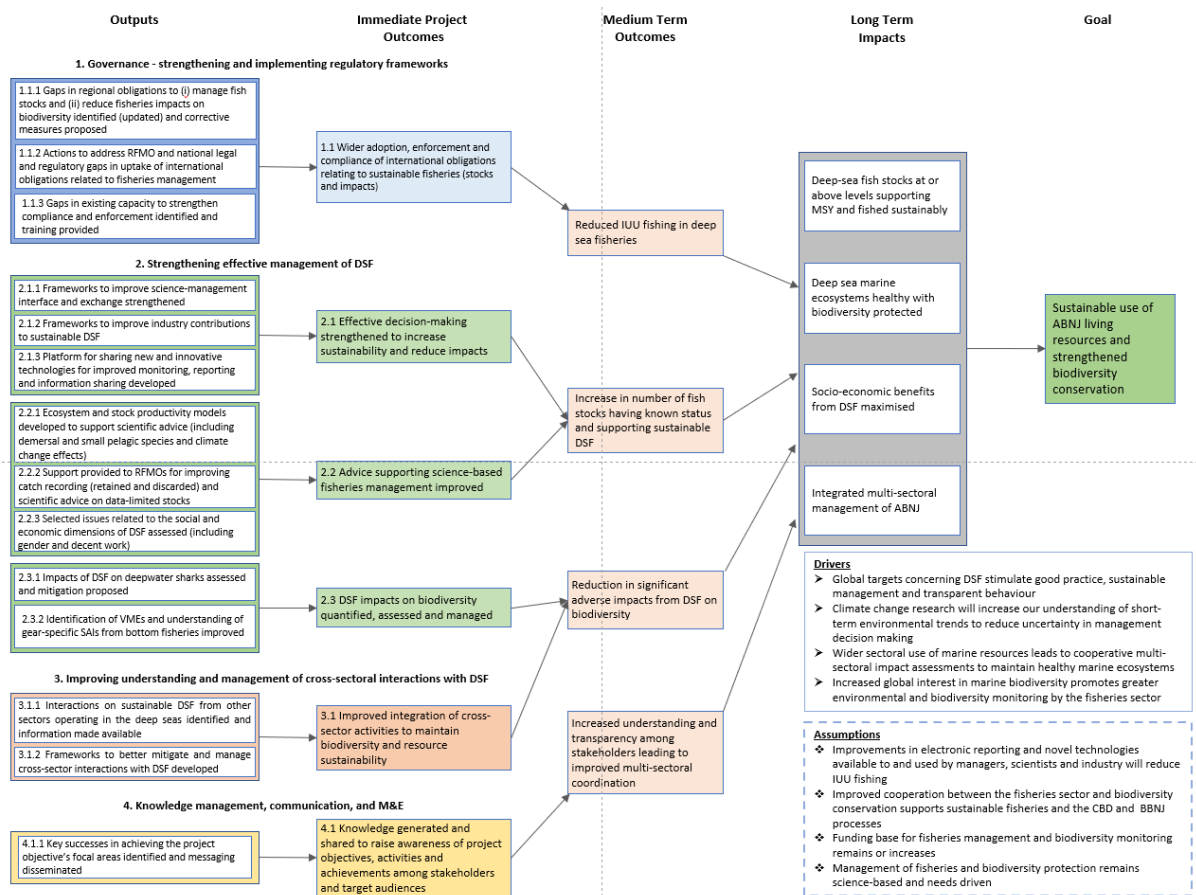 Outputs
Immediate Project
Outcomes
Medium Term
Outcomes
Long Term
Impacts
Goal
1. Governance - strengthening and implementing regulatory frameworks
1.1.1 Gaps in regional obligations to (i) manage fish
stocks and (ii) reduce fisheries impacts on
biodiversity identified (updated) and corrective
measures proposed
1.1.2 Actions to address RFMO and national legal
and regulatory gaps in uptake of international
obligations related to fisheries management
1.1.3 Gaps in existing capacity to strengthen
compliance and enforcement identified and
training provided
1.1 Wider adoption, enforcement and
compliance of international obligations
relating to sustainable fisheries (stocks
and impacts)
Reduced IUU fishing in deep
sea fisheries
2. Strengthening effective management of DSF
2.1.1 Frameworks to improve science-management
interface and exchange strengthened
2.1.2 Frameworks to improve industry contributions
to sustainable DSF
2.1.3 Platform for sharing new and innovative
technologies for improved monitoring, reporting
and information sharing developed
2.1 Effective decision-making
strengthened to increase
sustainability and reduce impacts
2.2.1 Ecosystem and stock productivity models
developed to support scientific advice (including
demersal and small pelagic species and climate
change effects)
2.2.2 Support provided to RFMOs for improving
catch recording (retained and discarded) and
scientific advice on data-limited stocks
2.2.3 Selected issues related to the social and
economic dimensions of DSF assessed (including
gender and decent work)
2.2 Advice supporting science-based
fisheries management improved
Increase in number of fish
stocks having known status
and supporting sustainable
DSF
2.3.1 Impacts of DSF on deepwater sharks assessed
and mitigation proposed
2.3.2 Identification of VMEs and understanding of
gear-specific SAIs from bottom fisheries improved
2.3 DSF impacts on biodiversity
quantified, assessed and managed
Reduction in significant
adverse impacts from DSF on
biodiversity
3. Improving understanding and management of cross-sectoral interactions with DSF
3.1.1 Interactions on sustainable DSF from other
sectors operating in the deep seas identified and
information made available
3.1.2 Frameworks to better mitigate and manage
cross-sector interactions with DSF developed
3.1 Improved integration of cross-
sector activities to maintain
biodiversity and resource
sustainability
Increased understanding and
transparency among
stakeholders leading to
improved multi-sectoral
coordination
4. Knowledge management, communication, and M&E
4.1.1 Key successes in achieving the project
objective's focal areas identified and messaging
disseminated
4.1 Knowledge generated and
shared to raise awareness of project
objectives, activities and
achievements among stakeholders
and target audiences
Deep-sea fish stocks at or
above levels supporting
MSY and fished sustainably
Deep sea marine
ecosystems healthy with
biodiversity protected
Socio-economic benefits
from DSF maximised
Integrated multi-sectoral
management of ABNJ
Sustainable use of
ABNJ living
resources and
strengthened
biodiversity
conservation
Drivers
➢ Global targets concerning DSF stimulate good practice, sustainable
management and transparent behaviour
➢ Climate change research will increase our understanding of short-
term environmental trends to reduce uncertainty in management
decision making
➢ Wider sectoral use of marine resources leads to cooperative multi-
sectoral impact assessments to maintain healthy marine ecosystems
➢ Increased global interest in marine biodiversity promotes greater
environmental and biodiversity monitoring by the fisheries sector
Assumptions
❖ Improvements in electronic reporting and novel technologies
available to and used by managers, scientists and industry will reduce
IUU fishing
❖ Improved cooperation between the fisheries sector and biodiversity
conservation supports sustainable fisheries and the CBD and BBNJ
processes
❖ Funding base for fisheries management and biodiversity monitoring
remains or increases
❖ Management of fisheries and biodiversity protection remains
science-based and needs driven